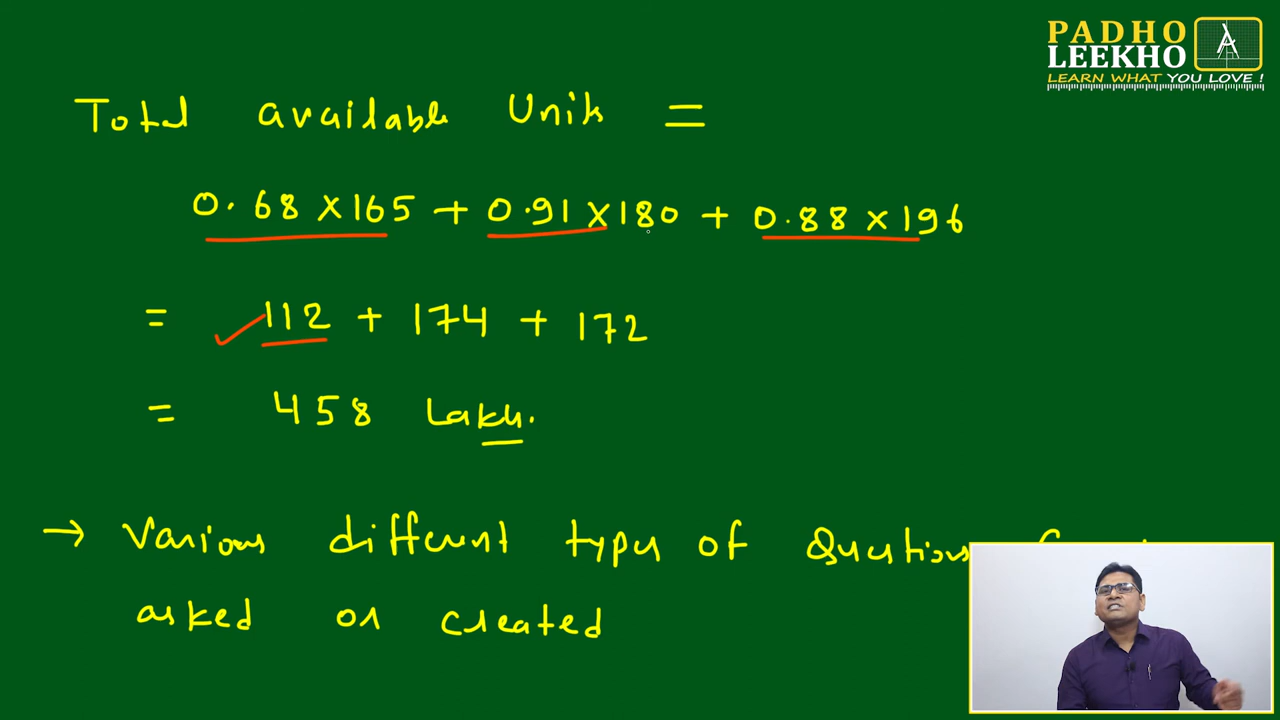 PADHO
LEEKHO
LEARN WHAT YOU LOVE !
Total available Units =
0.68 x 165 + 0.91 x 180 + 0.88 x 196
= 112 + 174 + 172
= 458 Lakh.
→ Various different types of Questions
asked or created